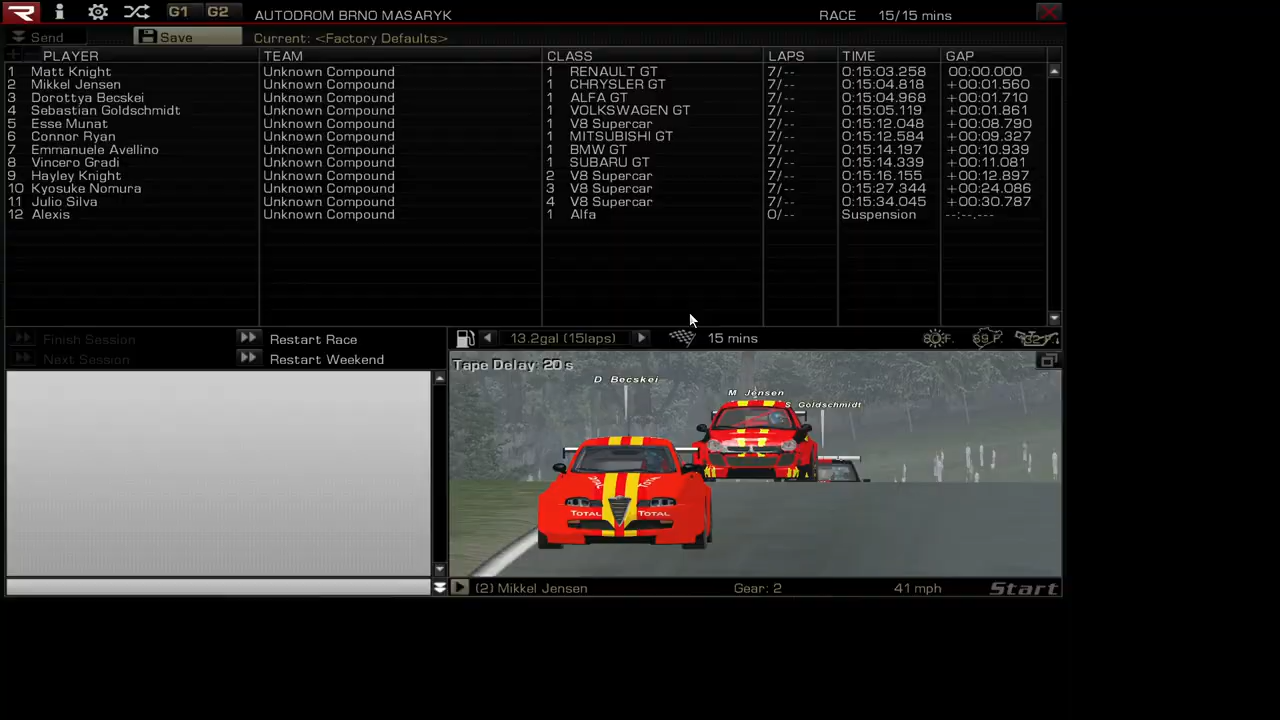 G1 G2 AUTODROM BRNO MASARYK RACE 15/15 mins
Send Save Current: <Factory Defaults>
PLAYER TEAM CLASS LAPS TIME GAP
1 Matt Knight Unknown Compound 1 RENAULT GT 7/-- 0:15:03.258 00:00.000
2 Mikkel Jensen Unknown Compound 1 CHRYSLER GT 7/-- 0:15:04.818 +00:01.560
3 Dorottya Becskei Unknown Compound 1 ALFA GT 7/-- 0:15:04.968 +00:01.710
4 Sebastian Goldschmidt Unknown Compound 1 VOLKSWAGEN GT 7/-- 0:15:05.119 +00:01.861
5 Esse Munat Unknown Compound 1 V8 Supercar 7/-- 0:15:12.048 +00:08.790
6 Connor Ryan Unknown Compound 1 MITSUBISHI GT 7/-- 0:15:12.584 +00:09.327
7 Emmanuele Avellino Unknown Compound 1 BMW GT 7/-- 0:15:14.197 +00:10.939
8 Vincero Gradi Unknown Compound 1 SUBARU GT 7/-- 0:15:14.339 +00:11.081
9 Hayley Knight Unknown Compound 2 V8 Supercar 7/-- 0:15:16.155 +00:12.897
10 Kyosuke Nomura Unknown Compound 3 V8 Supercar 7/-- 0:15:27.344 +00:24.086
11 Julio Silva Unknown Compound 4 V8 Supercar 7/-- 0:15:34.045 +00:30.787
12 Alexis Unknown Compound 1 Alfa 0/-- Suspension --:--.---
Finish Session Restart Race 13.2gal (15laps) 15 mins 80 F. 89 F.
Next Session Restart Weekend
Tape Delay: 20 s
D Becskei
M Jensen
S Goldschmidt
TOTAL TOTAL
(2) Mikkel Jensen Gear: 2 41 mph Start